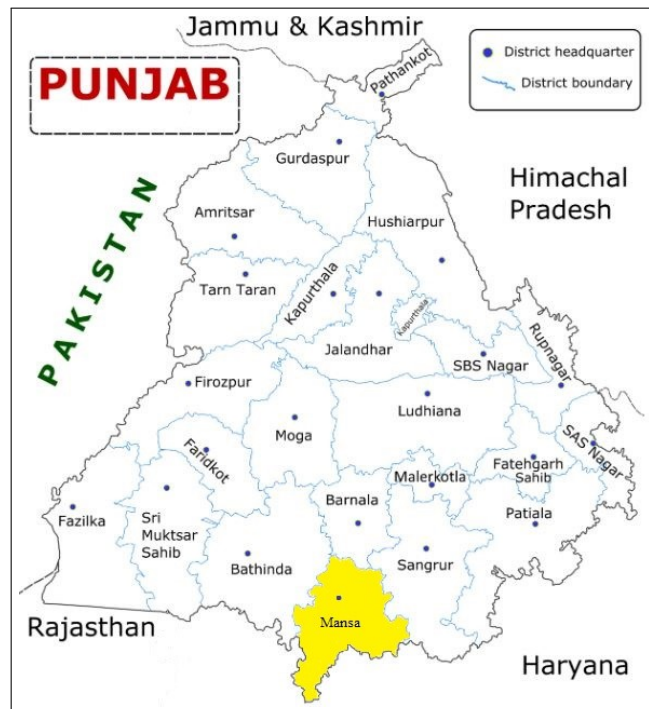 Jammu & Kashmir
PUNJAB
District headquarter
District boundary
Pathankot
Gurdaspur
Himachal
Pradesh
PAKISTAN
Amritsar
Hushiarpur
Tarn Taran
Kapurthala
Kapurthala
Jalandhar
SBS Nagar
Rupnagar
Firozpur
Ludhiana
Moga
Faridkot
SAS Nagar
Fatehgarh
Sahib
Malerkotla
Barnala
Patiala
Fazilka
Sri
Muktsar
Sahib
Bathinda
Sangrur
Mansa
Rajasthan
Haryana